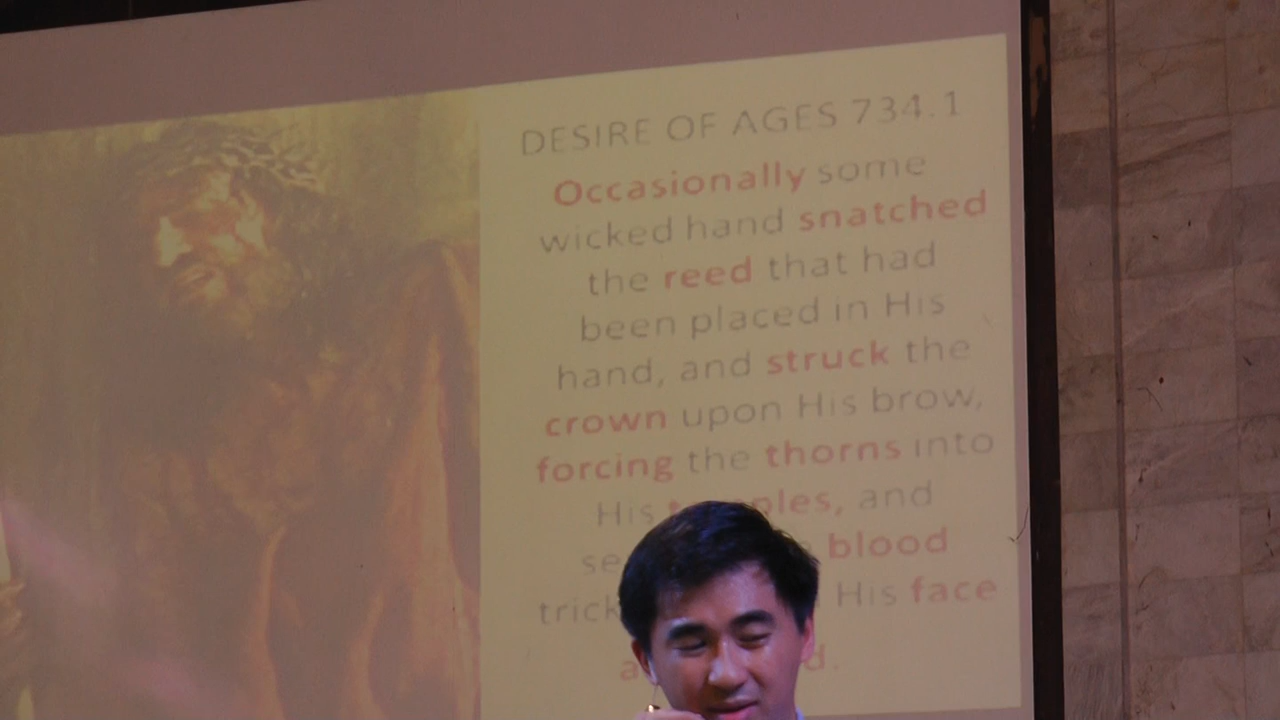 DESIRE OF AGES 734.1
Occasionally some
wicked hand snatched
the reed that had
been placed in His
hand, and struck the
crown upon His brow,
forcing the thorns into
His and
blood
His face